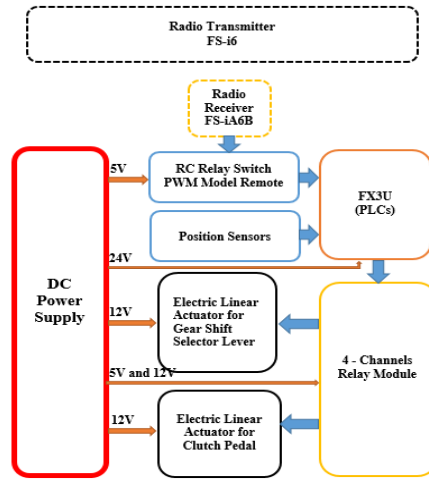 Radio Transmitter
FS-i6
Radio
Receiver
FS-iA6B
5V
RC Relay Switch
PWM Model Remote
FX3U
(PLCs)
Position Sensors
24V
DC
Power
Supply
12V
Electric Linear
Actuator for
Gear Shift
Selector Lever
5V and 12V
4 - Channels
Relay Module
12V
Electric Linear
Actuator for
Clutch Pedal